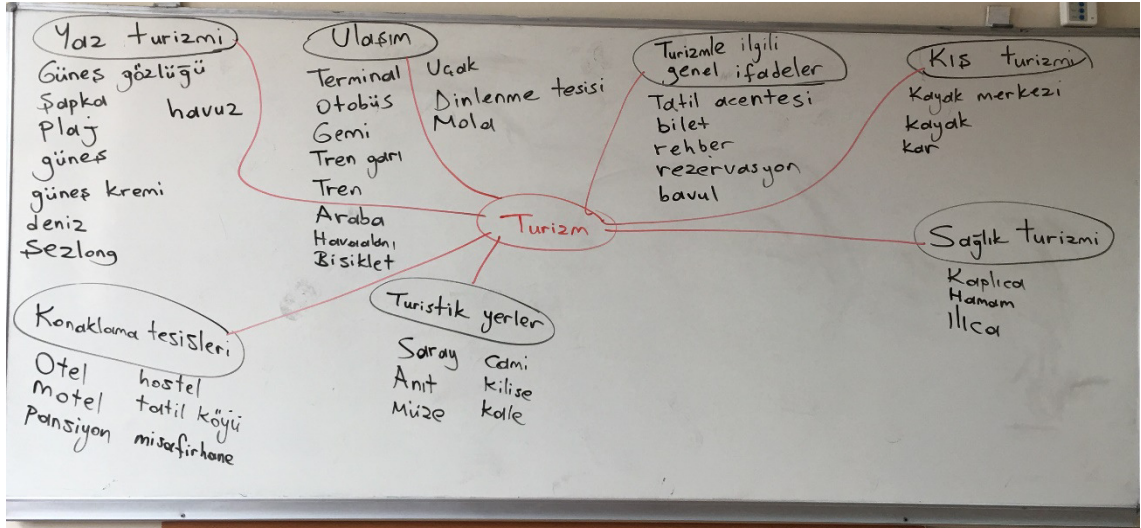 Yaz turizmi
Güneş gözlüğü
Şapka
havuz
Plaj
güneş
güneş kremi
deniz
Şezlong
Ulaşım
Terminal
Otobüs
Gemi
Tren garı
Tren
Araba
Havaalanı
Bisiklet
Uçak
Dinlenme tesisi
Mola
Turizmle ilgili
genel ifadeler
Tatil acentesi
bilet
rehber
rezervasyon
bavul
Kış turizmi
Kayak merkezi
kayak
kar
Turizm
Sağlık turizmi
Kaplıca
Hamam
Ilıca
Konaklama tesisleri
Otel
motel
Pansiyon
hostel
tatil köyü
misafirhane
Turistik yerler
Saray
Anıt
Müze
Cami
kilise
kale